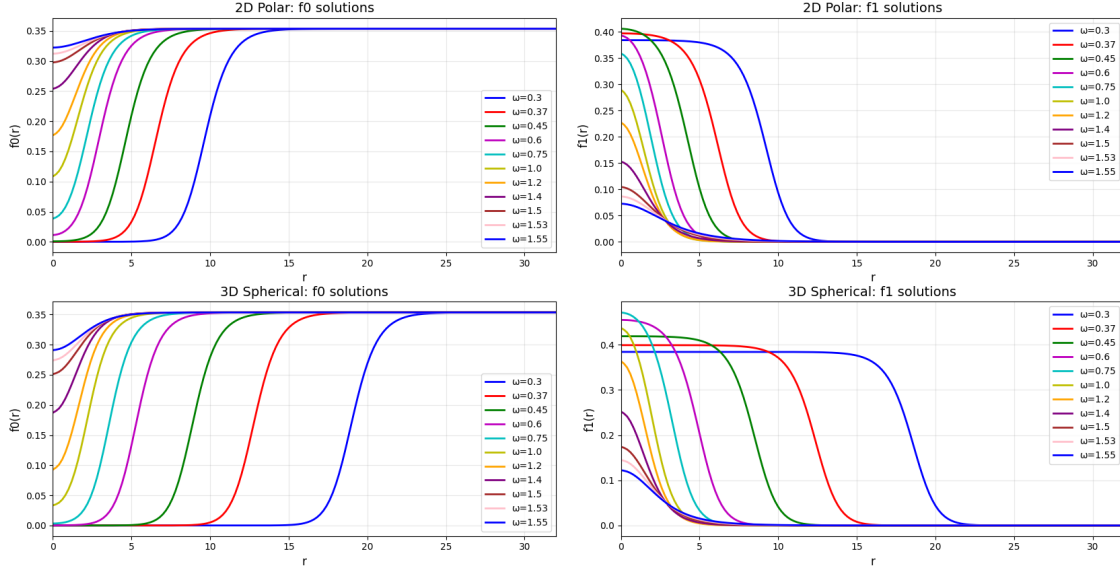 2D Polar: f0 solutions
f0(r)
0.35
0.30
0.25
0.20
0.15
0.10
0.05
0.00
ω=0.3
ω=0.37
ω=0.45
ω=0.6
ω=0.75
ω=1.0
ω=1.2
ω=1.4
ω=1.5
ω=1.53
ω=1.55
0 5 10 15 20 25 30
r
2D Polar: f1 solutions
f1(r)
0.40
0.35
0.30
0.25
0.20
0.15
0.10
0.05
0.00
ω=0.3
ω=0.37
ω=0.45
ω=0.6
ω=0.75
ω=1.0
ω=1.2
ω=1.4
ω=1.5
ω=1.53
ω=1.55
0 5 10 15 20 25 30
r
3D Spherical: f0 solutions
f0(r)
0.35
0.30
0.25
0.20
0.15
0.10
0.05
0.00
ω=0.3
ω=0.37
ω=0.45
ω=0.6
ω=0.75
ω=1.0
ω=1.2
ω=1.4
ω=1.5
ω=1.53
ω=1.55
0 5 10 15 20 25 30
r
3D Spherical: f1 solutions
f1(r)
0.4
0.3
0.2
0.1
0.0
ω=0.3
ω=0.37
ω=0.45
ω=0.6
ω=0.75
ω=1.0
ω=1.2
ω=1.4
ω=1.5
ω=1.53
ω=1.55
0 5 10 15 20 25 30
r